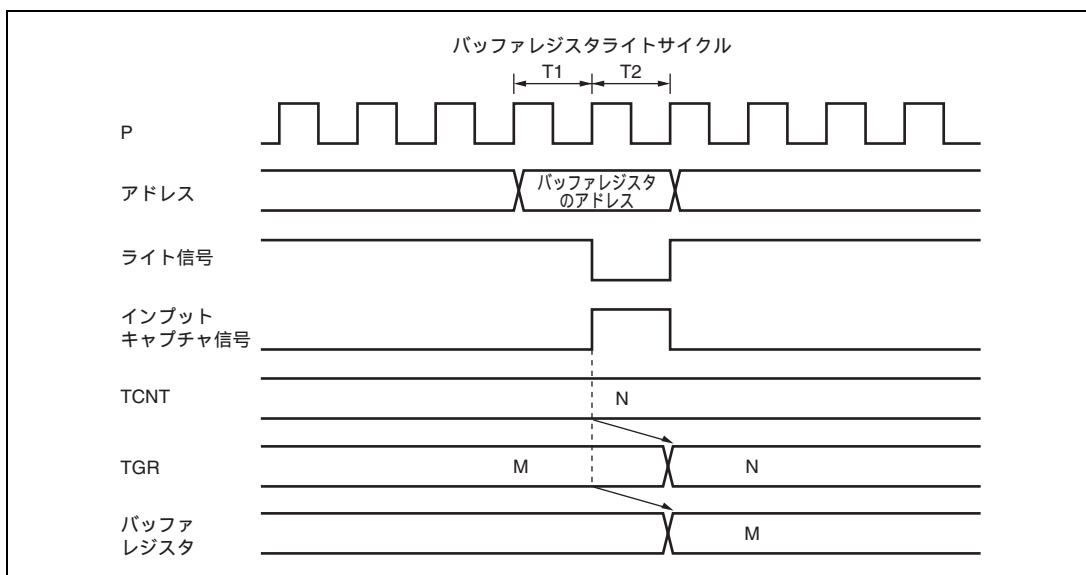 バッファレジスタライトサイクル
T1 T2
P
アドレス
バッファレジスタ
のアドレス
ライト信号
インプット
キャプチャ信号
TCNT
N
TGR
M N
バッファ
レジスタ
M